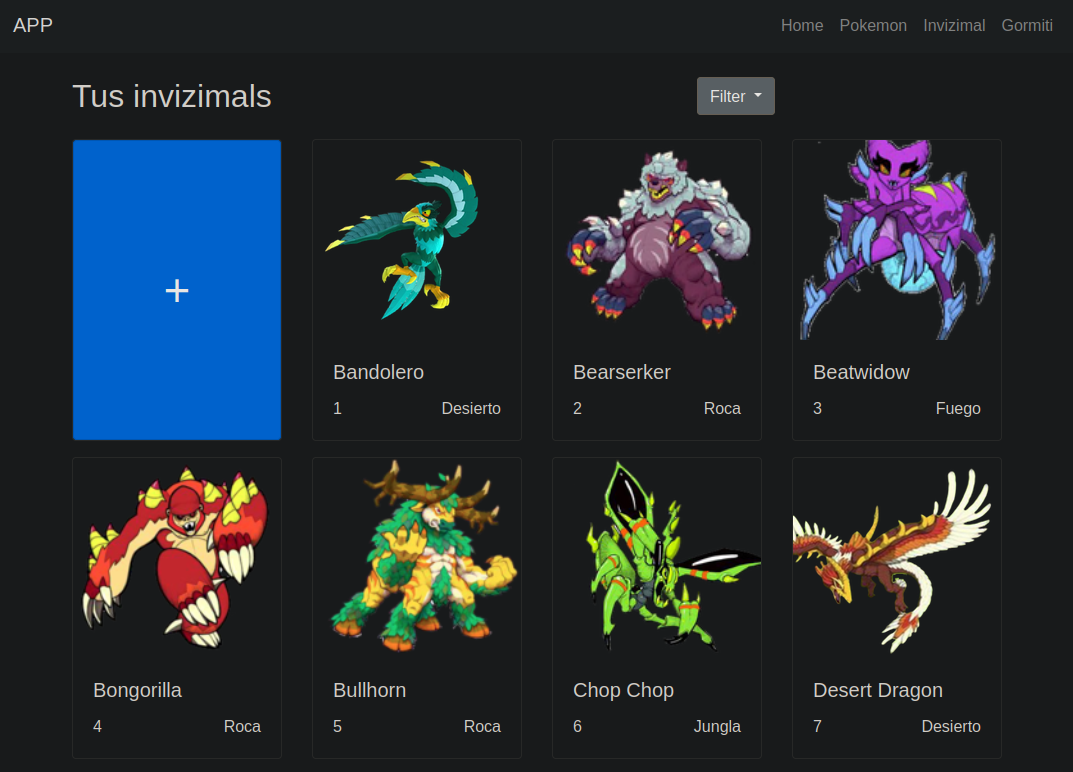 APP Home Pokemon Invizimal Gormiti
Tus invizimals Filter
+
Bandolero Bearserker Beatwidow
1 Desierto 2 Roca 3 Fuego
Bongorilla Bullhorn Chop Chop Desert Dragon
4 Roca 5 Roca 6 Jungla 7 Desierto